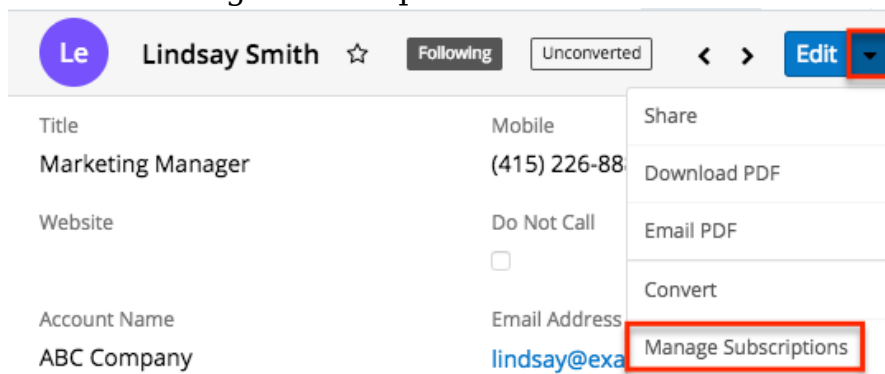 Le Lindsay Smith Following Unconverted Edit
Title Mobile Share
Marketing Manager (415) 226-88 Download PDF
Website Do Not Call Email PDF
Convert
Account Name Email Address
ABC Company lindsay@exa Manage Subscriptions